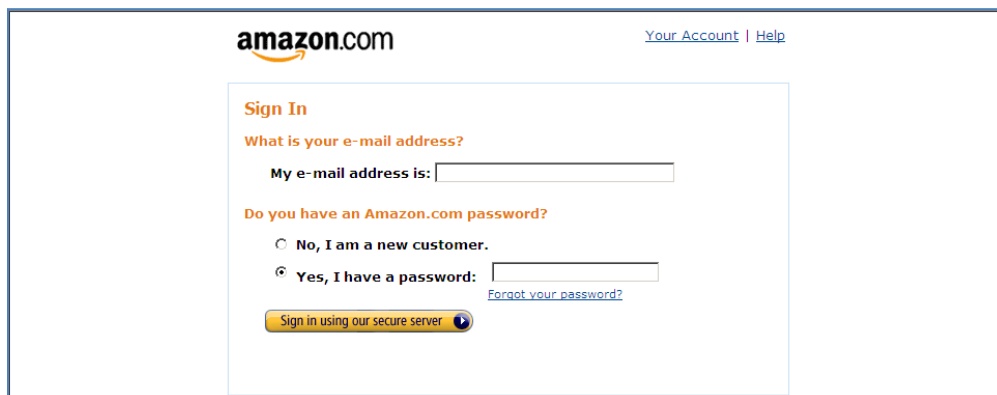 amazon.com
Your Account | Help
Sign In
What is your e-mail address?
My e-mail address is:
Do you have an Amazon.com password?
No, I am a new customer.
Yes, I have a password:
Forgot your password?
Sign in using our secure server